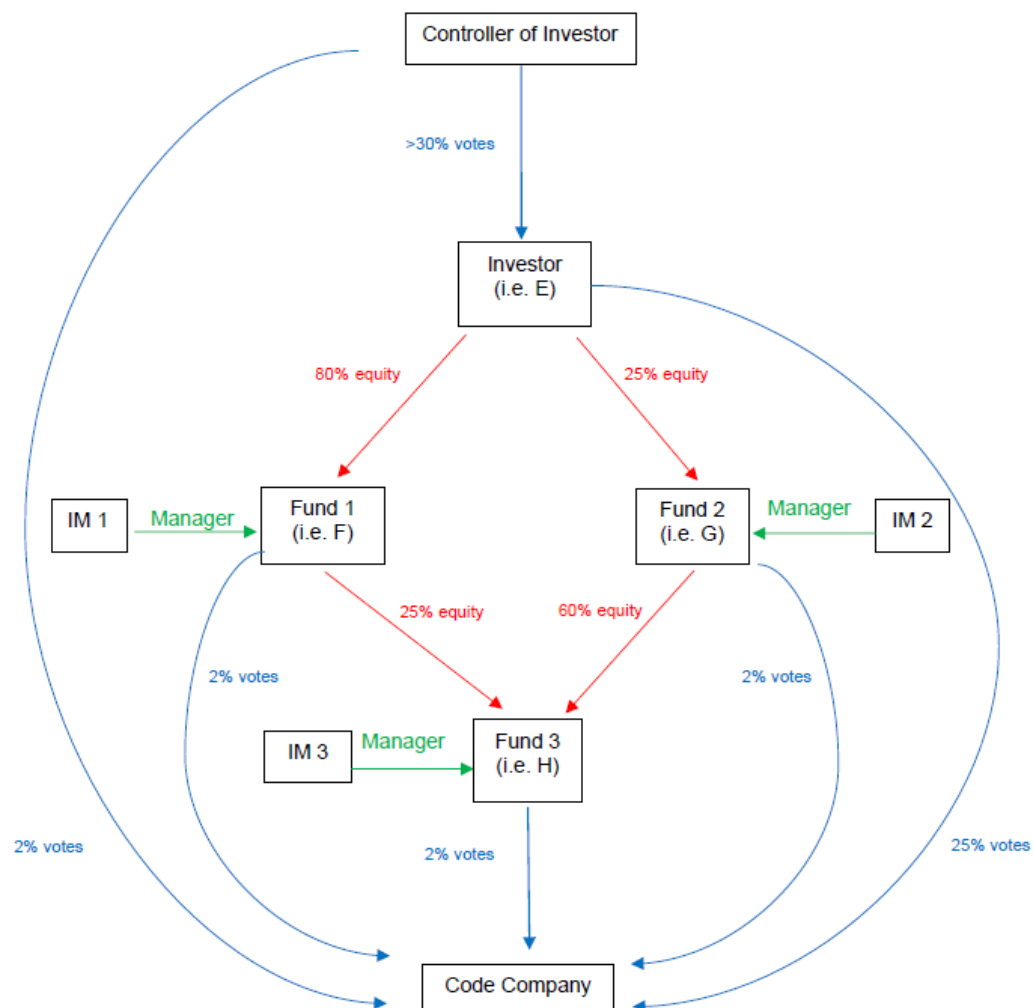 Controller of Investor
>30% votes
Investor
(i.e. E)
80% equity
25% equity
IM 1
Manager
Fund 1
(i.e. F)
Fund 2
(i.e. G)
Manager
IM 2
25% equity
60% equity
2% votes
2% votes
IM 3
Manager
Fund 3
(i.e. H)
2% votes
2% votes
25% votes
Code Company